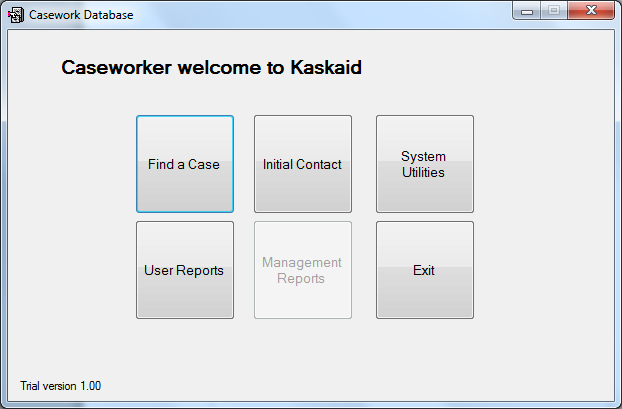 Casework Database
Caseworker welcome to Kaskaid
Find a Case
Initial Contact
System
Utilities
User Reports
Management
Reports
Exit
Trial version 1.00